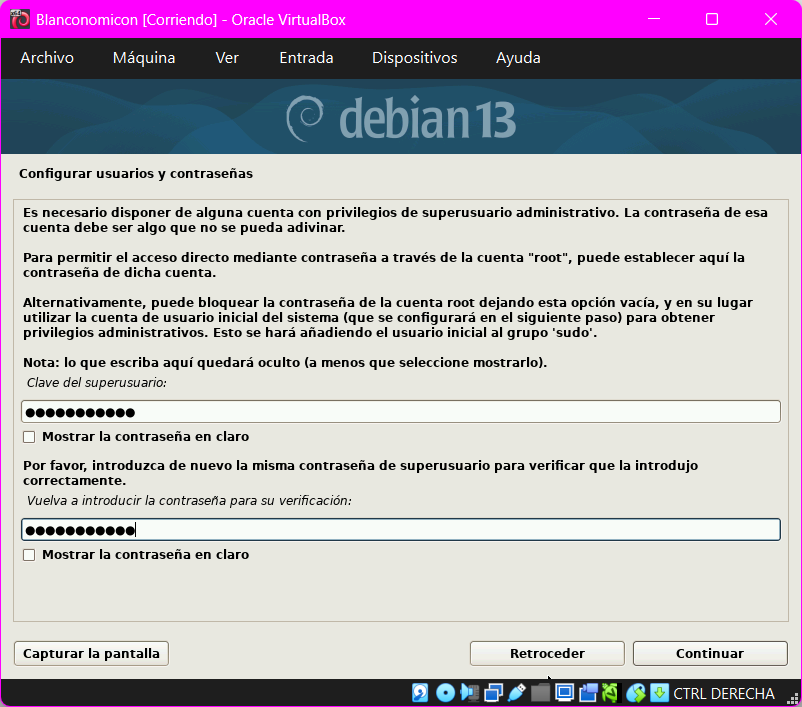 Blanconomicon [Corriendo] - Oracle VirtualBox
Archivo Máquina Ver Entrada Dispositivos Ayuda
debian 13
Configurar usuarios y contraseñas
Es necesario disponer de alguna cuenta con privilegios de superusuario administrativo. La contraseña de esa
cuenta debe ser algo que no se pueda adivinar.
Para permitir el acceso directo mediante contraseña a través de la cuenta "root", puede establecer aquí la
contraseña de dicha cuenta.
Alternativamente, puede bloquear la contraseña de la cuenta root dejando esta opción vacía, y en su lugar
utilizar la cuenta de usuario inicial del sistema (que se configurará en el siguiente paso) para obtener
privilegios administrativos. Esto se hará añadiendo el usuario inicial al grupo 'sudo'.
Nota: lo que escriba aquí quedará oculto (a menos que seleccione mostrarlo).
Clave del superusuario:
●●●●●●●●●●●
Mostrar la contraseña en claro
Por favor, introduzca de nuevo la misma contraseña de superusuario para verificar que la introdujo
correctamente.
Vuelva a introducir la contraseña para su verificación:
●●●●●●●●●●●
Mostrar la contraseña en claro
Capturar la pantalla Retroceder Continuar
CTRL DERECHA